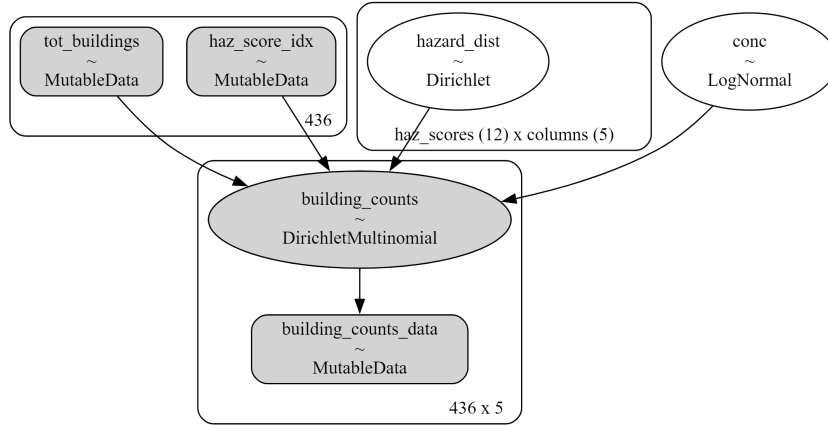 tot_buildings
~
MutableData
haz_score_idx
~
MutableData
436
hazard_dist
~
Dirichlet
haz_scores (12) x columns (5)
conc
~
LogNormal
building_counts
~
DirichletMultinomial
building_counts_data
~
MutableData
436 x 5